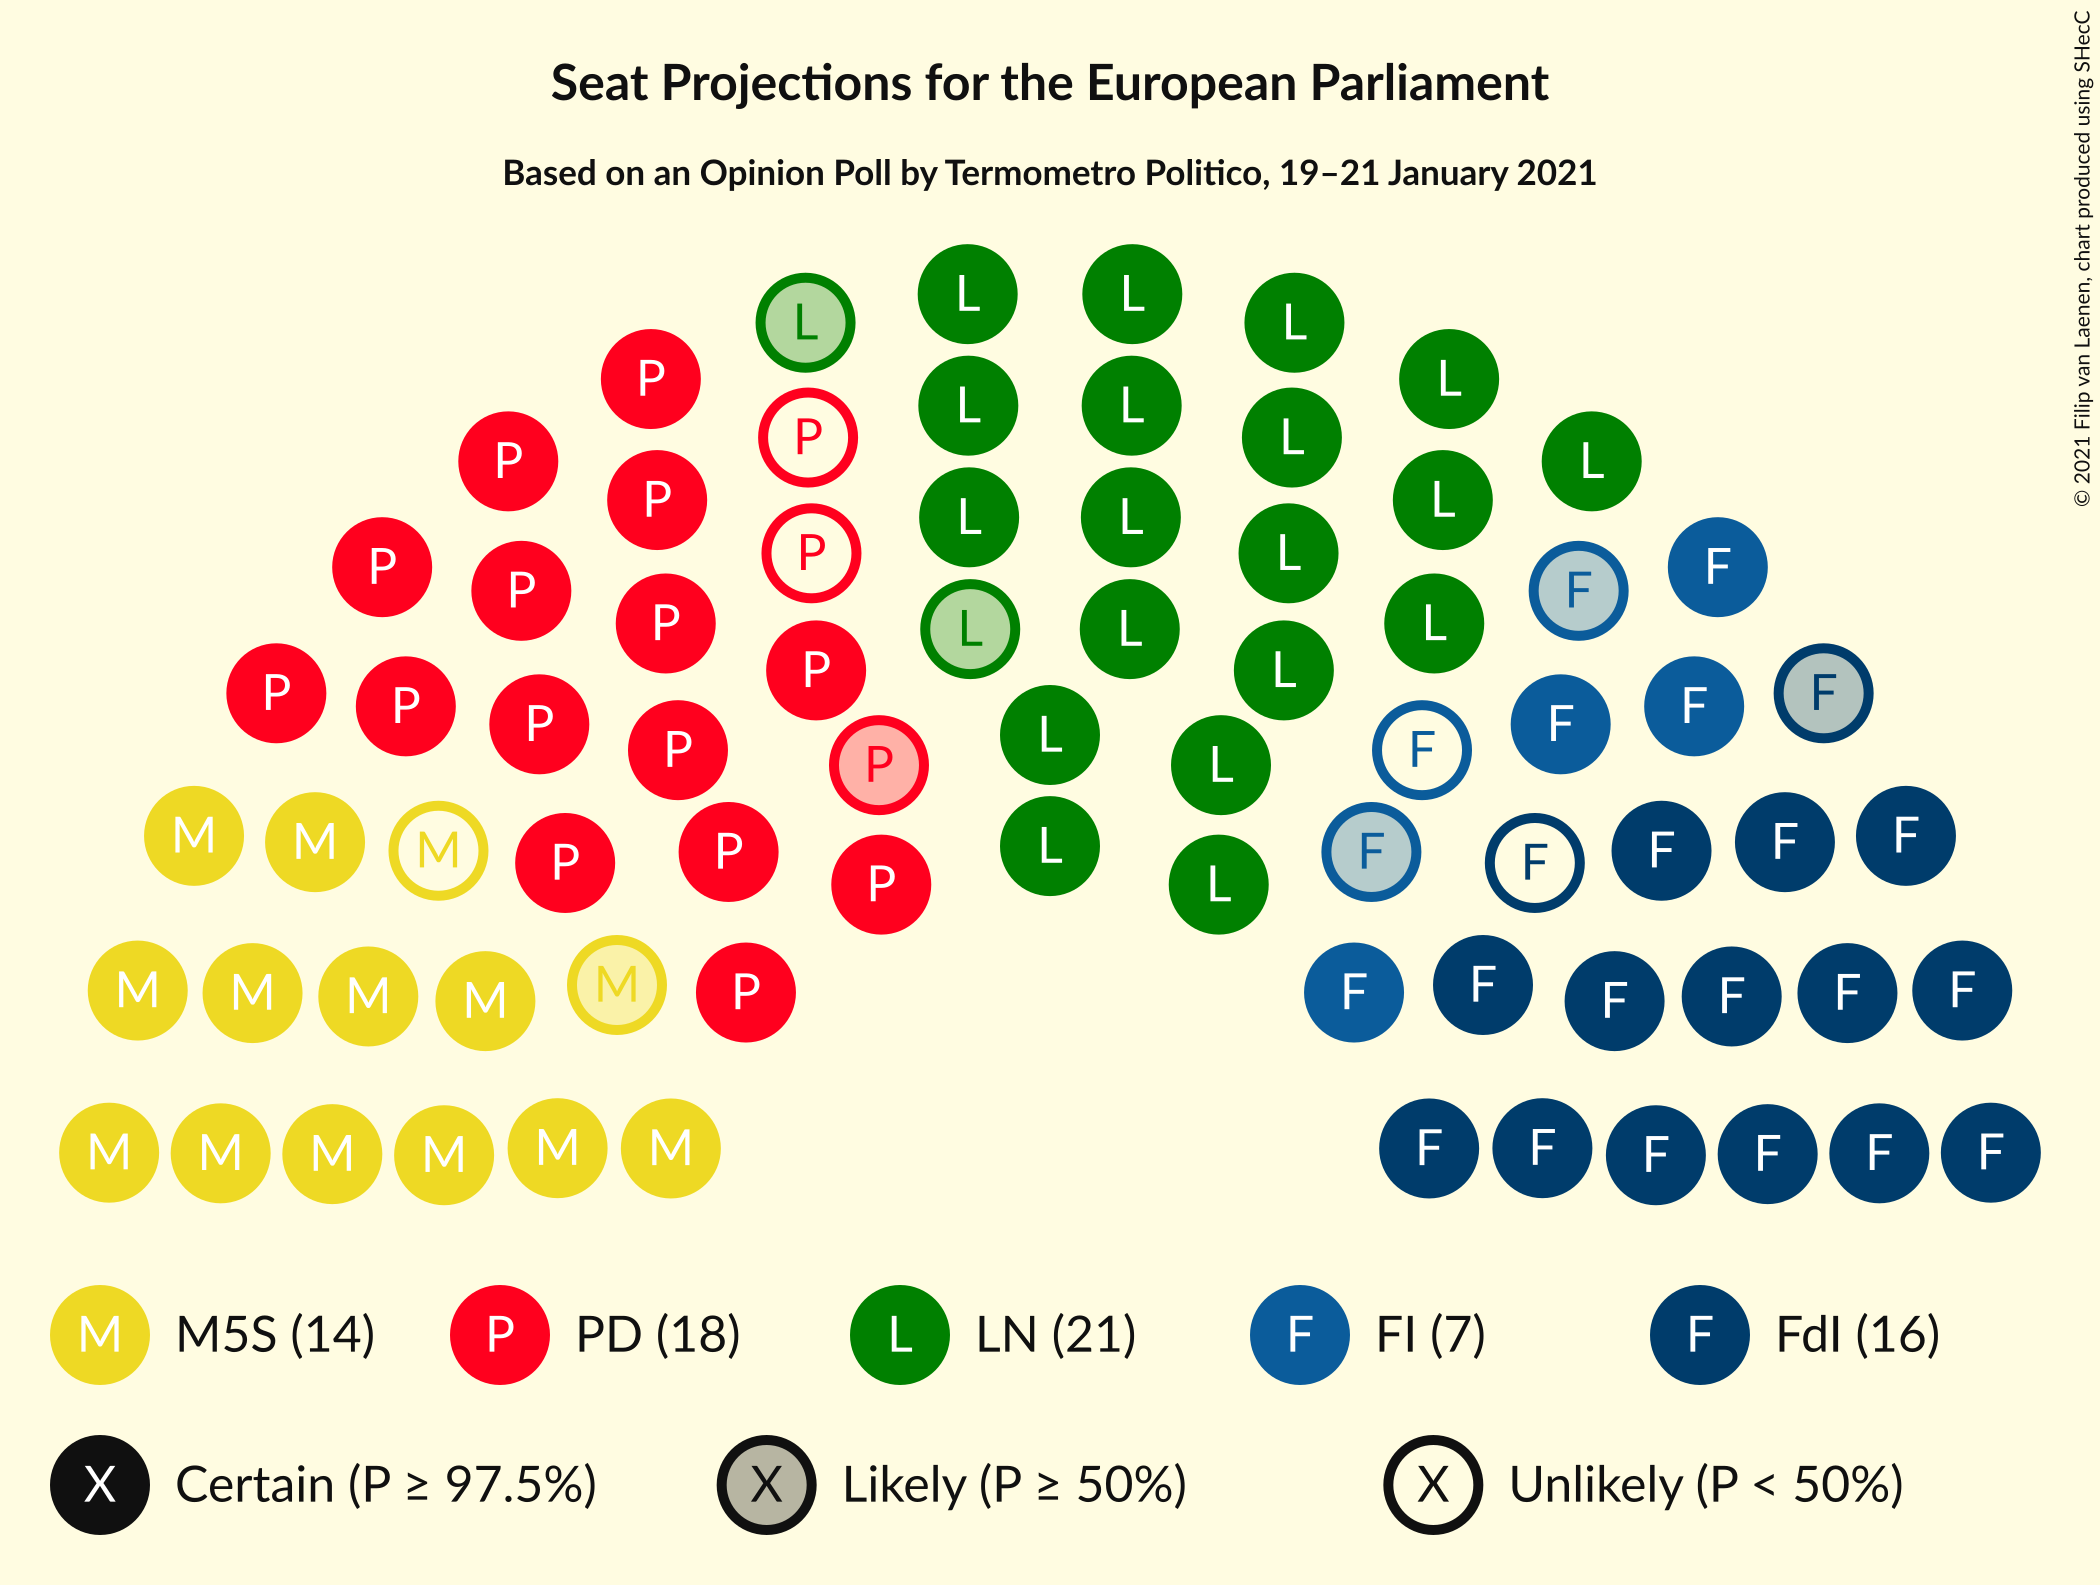 Seat Projections for the European Parliament
Based on an Opinion Poll by Termometro Politico, 19–21 January 2021
© 2021 Filip van Laenen, chart produced using SHecC
L L
L L
P L
L L
P L
P P L L
P L L
P L L
P F F
P L
P L L
P F
P P L F
P P F F
L
P F
P L
M M F F
L
M P P F F F
P L
M F
M M M P F F F F
M M F F
M M M M F F F F
M M F F
M M5S (14) P PD (18) L LN (21) F FI (7) F FdI (16)
X Certain (P ≥ 97.5%) X Likely (P ≥ 50%) X Unlikely (P < 50%)